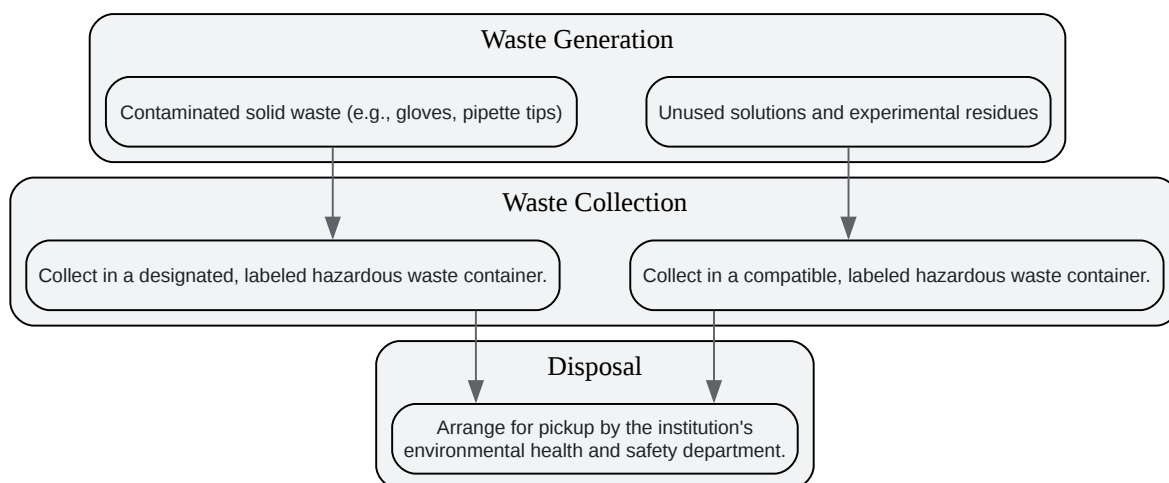 Waste Generation
Contaminated solid waste (e.g., gloves, pipette tips)
Unused solutions and experimental residues
Waste Collection
Collect in a designated, labeled hazardous waste container.
Collect in a compatible, labeled hazardous waste container.
Disposal
Arrange for pickup by the institution's
environmental health and safety department.